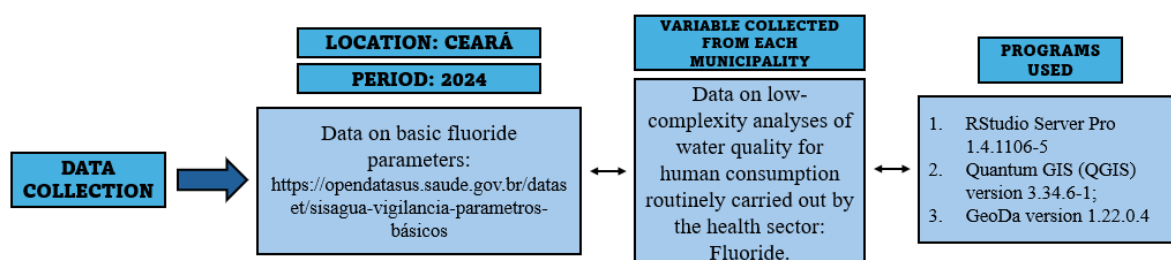 DATA
COLLECTION
LOCATION: CEARÁ
PERIOD: 2024
Data on basic fluoride
parameters:
https://opendatasus.saude.gov.br/datas
et/sisagua-vigilancia-parametros-
básicos
VARIABLE COLLECTED
FROM EACH
MUNICIPALITY
Data on low-
complexity analyses of
water quality for
human consumption
routinely carried out by
the health sector:
Fluoride.
PROGRAMS
USED
1. RStudio Server Pro
1.4.1106-5
2. Quantum GIS (QGIS)
version 3.34.6-1;
3. GeoDa version 1.22.0.4